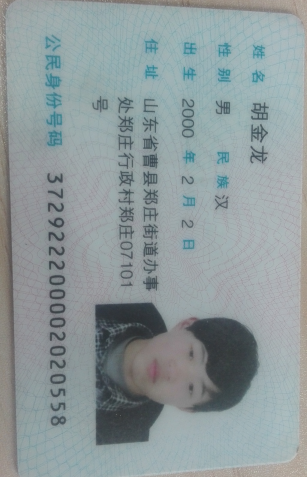 姓名 胡金龙
性别 男 民族 汉
出生 2000 年 2 月 2 日
住址 山东省曹县郑庄街道办事
处郑庄行政村郑庄07101
号
公民身份号码 372922200002020558